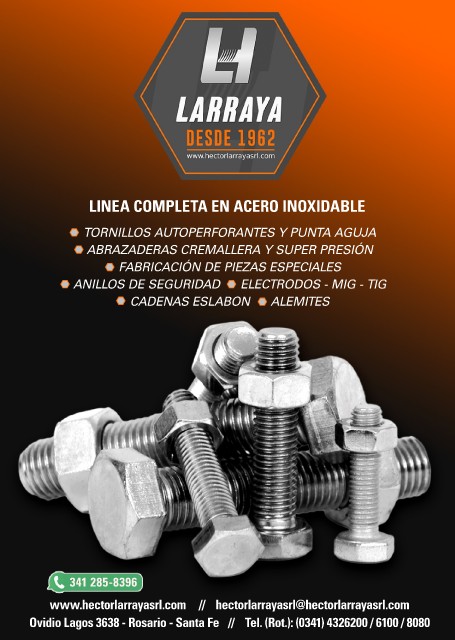 LH
LARRAYA
DESDE 1962
www.hectorlarrayasrl.com
LINEA COMPLETA EN ACERO INOXIDABLE
TORNILLOS AUTOPERFORANTES Y PUNTA AGUJA
ABRAZADERAS CREMALLERA Y SUPER PRESIÓN
FABRICACIÓN DE PIEZAS ESPECIALES
ANILLOS DE SEGURIDAD ELECTRODOS - MIG - TIG
CADENAS ESLABON ALEMITES
341 285-8396
www.hectorlarrayasrl.com // hectorlarrayasrl@hectorlarrayasrl.com
Ovidio Lagos 3638 - Rosario - Santa Fe // Tel. (Rot.): (0341) 4326200 / 6100 / 8080